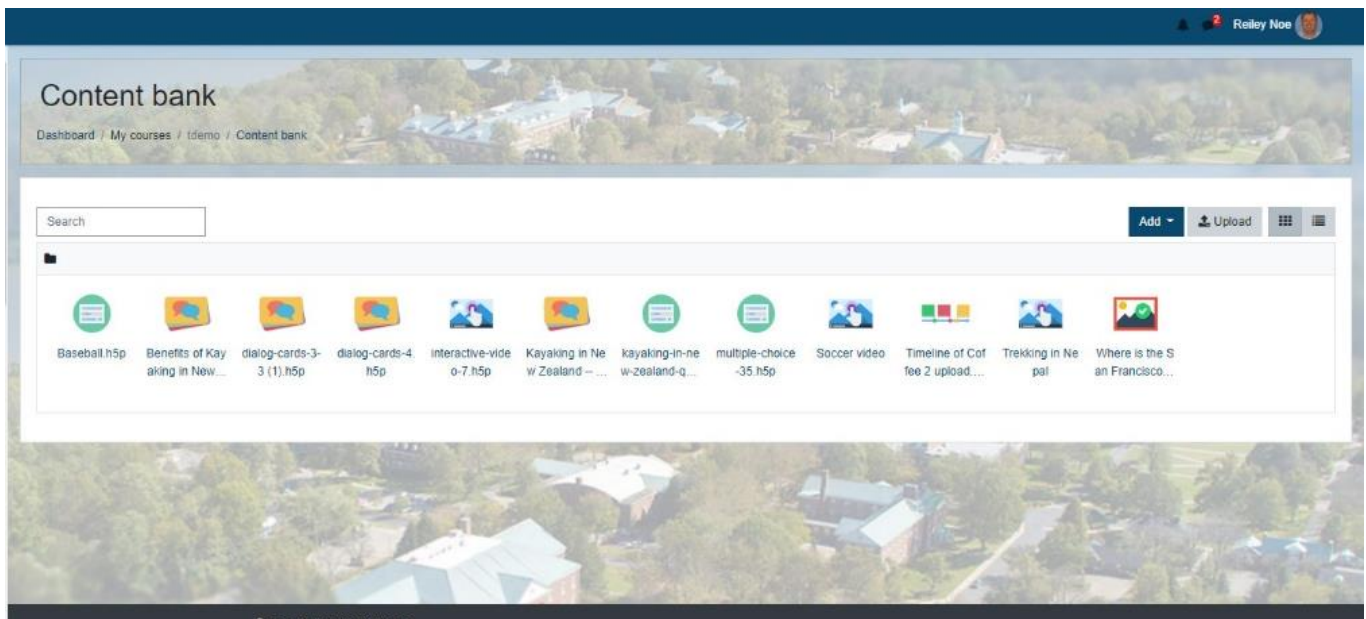 2
Reiley Noe
Content bank
Dashboard / My courses / tdemo / Content bank
Search
Add
Upload
Baseball.h5p
Benefits of Kay
aking in New...
dialog-cards-3-
3 (1).h5p
dialog-cards-4.
h5p
interactive-vide
o-7.h5p
Kayaking in Ne
w Zealand -- ...
kayaking-in-ne
w-zealand-q...
multiple-choice
-35.h5p
Soccer video
Timeline of Cof
fee 2 upload....
Trekking in Ne
pal
Where is the S
an Francisco...